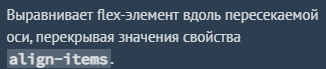 Выравнивает flex-элемент вдоль пересекаемой
оси, перекрывая значения свойства
align-items.